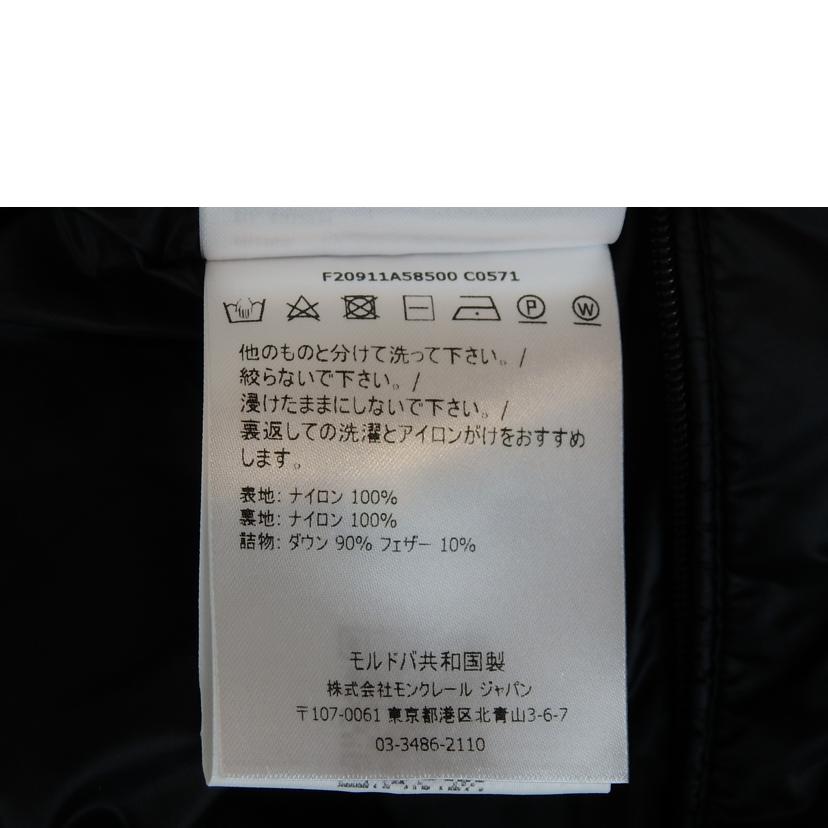 F20911A58500 C0571
P W
他のものと分けて洗って下さい。/
絞らないで下さい。/
浸けたままにしないで下さい。/
裏返しての洗濯とアイロンがけをおすすめ
します。
表地: ナイロン 100%
裏地: ナイロン 100%
詰物: ダウン 90% フェザー 10%
モルドバ共和国製
株式会社モンクレール ジャパン
〒107-0061 東京都港区北青山3-6-7
03-3486-2110